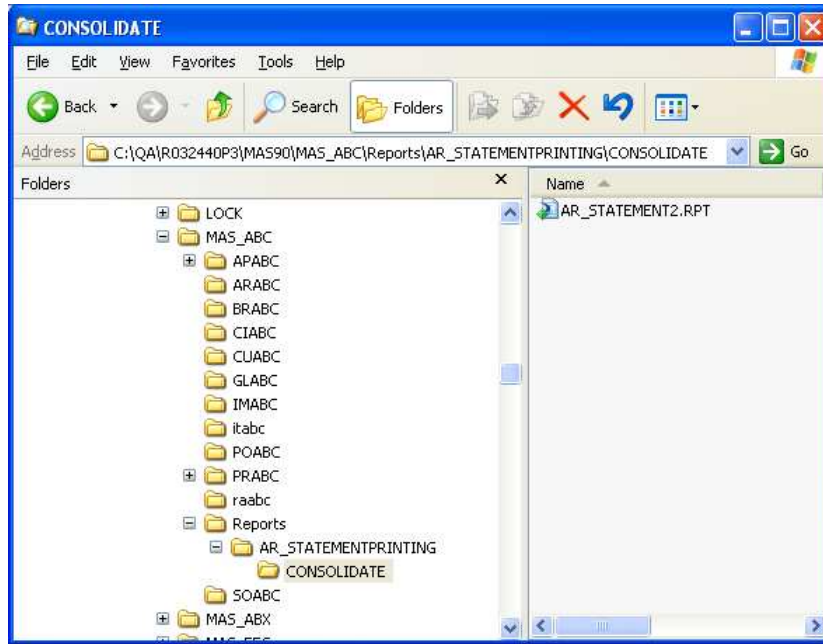 CONSOLIDATE
File Edit View Favorites Tools Help
Back Search Folders
Address C:\QA\R032440P3\MAS90\MAS_ABC\Reports\AR_STATEMENTPRINTING\CONSOLIDATE Go
Folders x Name
LOCK AR_STATEMENT2.RPT
MAS_ABC
APABC
ARABC
BRABC
CIABC
CUABC
GLABC
IMABC
itabc
POABC
PRABC
raabc
Reports
AR_STATEMENTPRINTING
CONSOLIDATE
SOABC
MAS_ABX